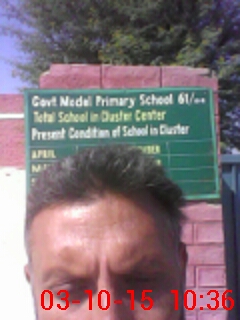 Govt Model Primary School 61/
Total School in Cluster Center
Present Condition of School in Cluster
APRIL
03-10-15 10:36